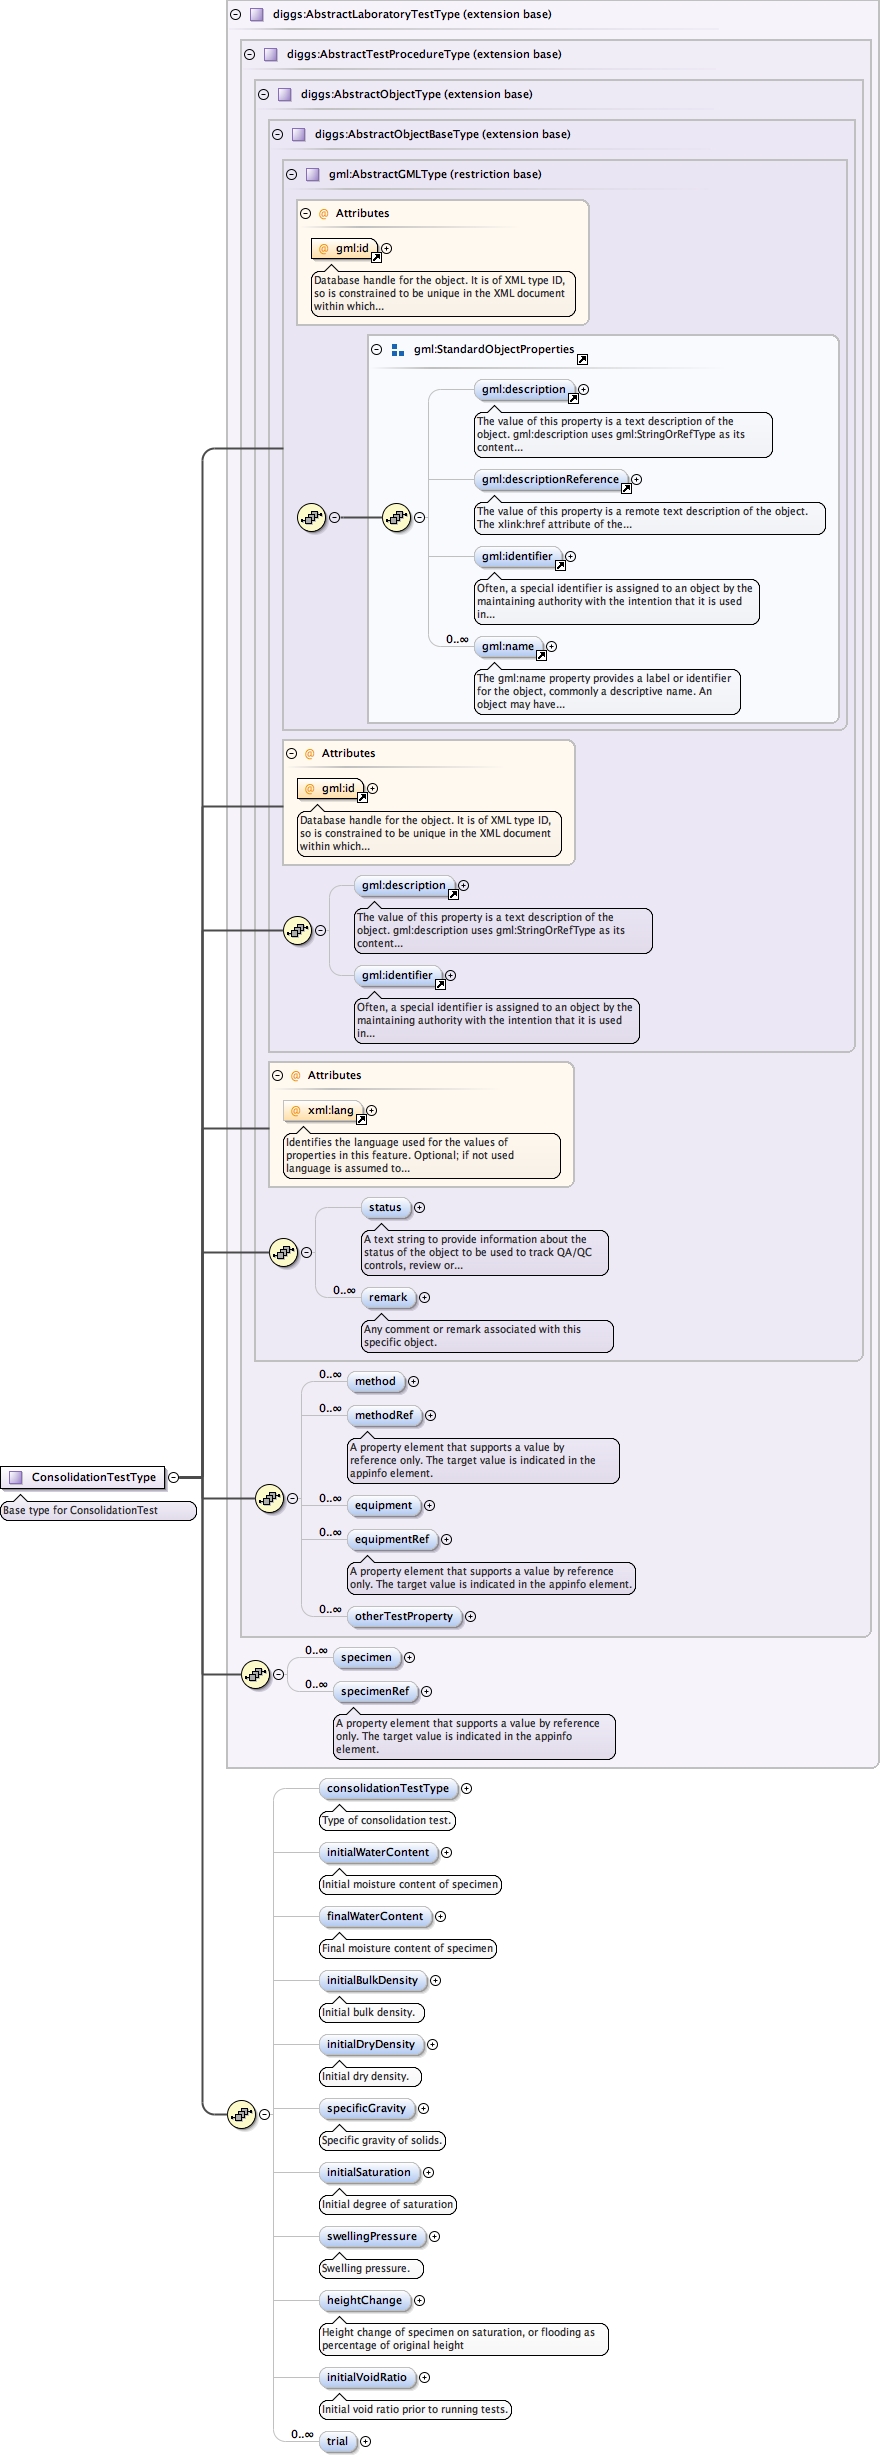 diggs:AbstractLaboratoryTestType (extension base)
diggs:AbstractTestProcedureType (extension base)
diggs:AbstractObjectType (extension base)
diggs:AbstractObjectBaseType (extension base)
gml:AbstractGMLType (restriction base)
@ Attributes
@ gml:id
Database handle for the object. It is of XML type ID,
so is constrained to be unique in the XML document
within which...
gml:StandardObjectProperties
gml:description
The value of this property is a text description of the
object. gml:description uses gml:StringOrRefType as its
content...
gml:descriptionReference
The value of this property is a remote text description of the object.
The xlink:href attribute of the...
gml:identifier
Often, a special identifier is assigned to an object by the
maintaining authority with the intention that it is used
in...
0..∞
gml:name
The gml:name property provides a label or identifier
for the object, commonly a descriptive name. An
object may have...
@ Attributes
@ gml:id
Database handle for the object. It is of XML type ID,
so is constrained to be unique in the XML document
within which...
gml:description
The value of this property is a text description of the
object. gml:description uses gml:StringOrRefType as its
content...
gml:identifier
Often, a special identifier is assigned to an object by the
maintaining authority with the intention that it is used
in...
@ Attributes
@ xml:lang
Identifies the language used for the values of
properties in this feature. Optional; if not used
language is assumed to...
status
A text string to provide information about the
status of the object to be used to track QA/QC
controls, review or...
0..∞
remark
Any comment or remark associated with this
specific object.
0..∞
method
0..∞
methodRef
A property element that supports a value by
reference only. The target value is indicated in the
appinfo element.
ConsolidationTestType
Base type for ConsolidationTest
0..∞
equipment
0..∞
equipmentRef
A property element that supports a value by reference
only. The target value is indicated in the appinfo element.
0..∞
otherTestProperty
0..∞
specimen
0..∞
specimenRef
A property element that supports a value by reference
only. The target value is indicated in the appinfo
element.
consolidationTestType
Type of consolidation test.
initialWaterContent
Initial moisture content of specimen
finalWaterContent
Final moisture content of specimen
initialBulkDensity
Initial bulk density.
initialDryDensity
Initial dry density.
specificGravity
Specific gravity of solids.
initialSaturation
Initial degree of saturation
swellingPressure
Swelling pressure.
heightChange
Height change of specimen on saturation, or flooding as
percentage of original height
initialVoidRatio
Initial void ratio prior to running tests.
0..∞
trial